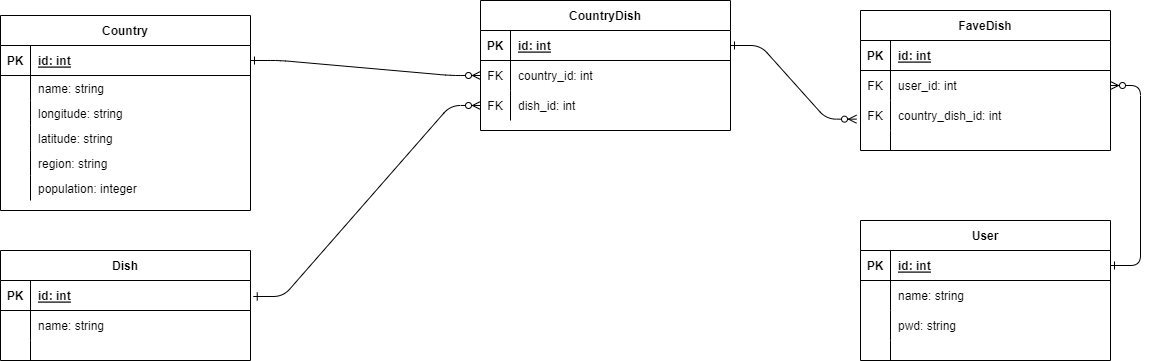 Country
PK id: int
name: string
longitude: string
latitude: string
region: string
population: integer
Dish
PK id: int
name: string
CountryDish
PK id: int
FK country_id: int
FK dish_id: int
FaveDish
PK id: int
FK user_id: int
FK country_dish_id: int
User
PK id: int
name: string
pwd: string